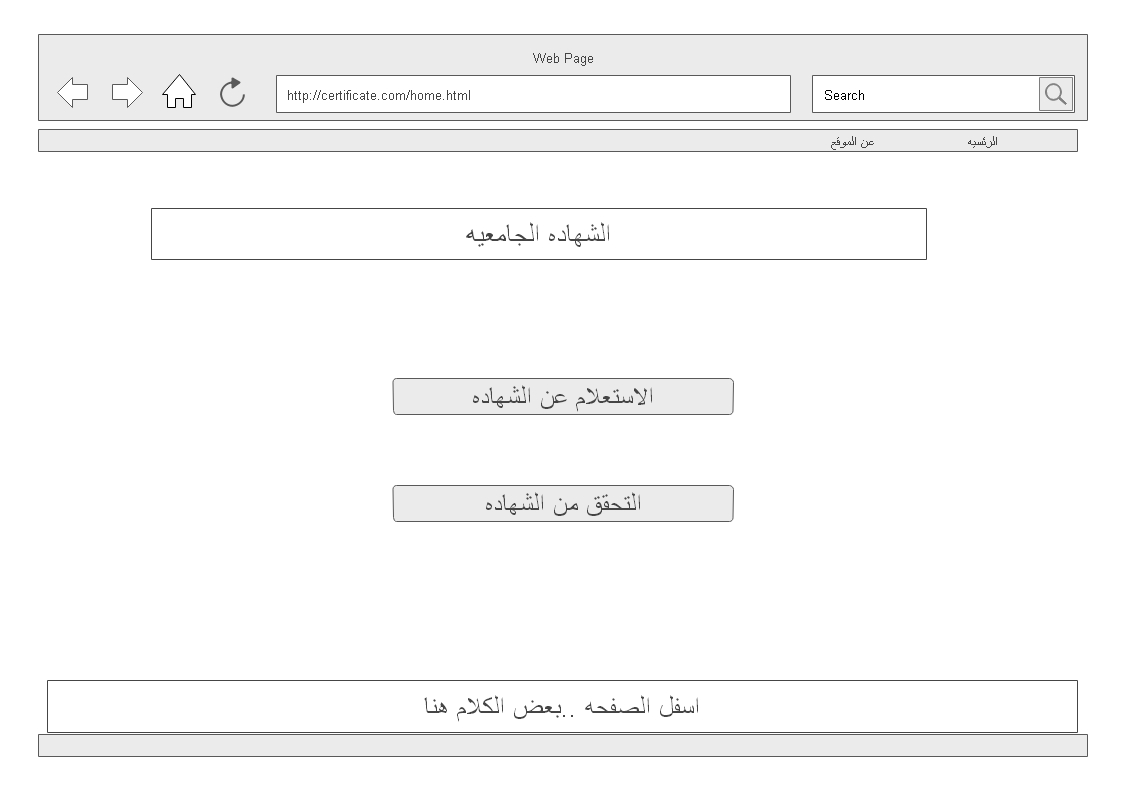 Web Page
http://certificate.com/home.html
Search
الرئسيه
عن الموقع
الشهاده الجامعيه
الاستعلام عن الشهاده
التحقق من الشهاده
اسفل الصفحه ..بعض الكلام هنا